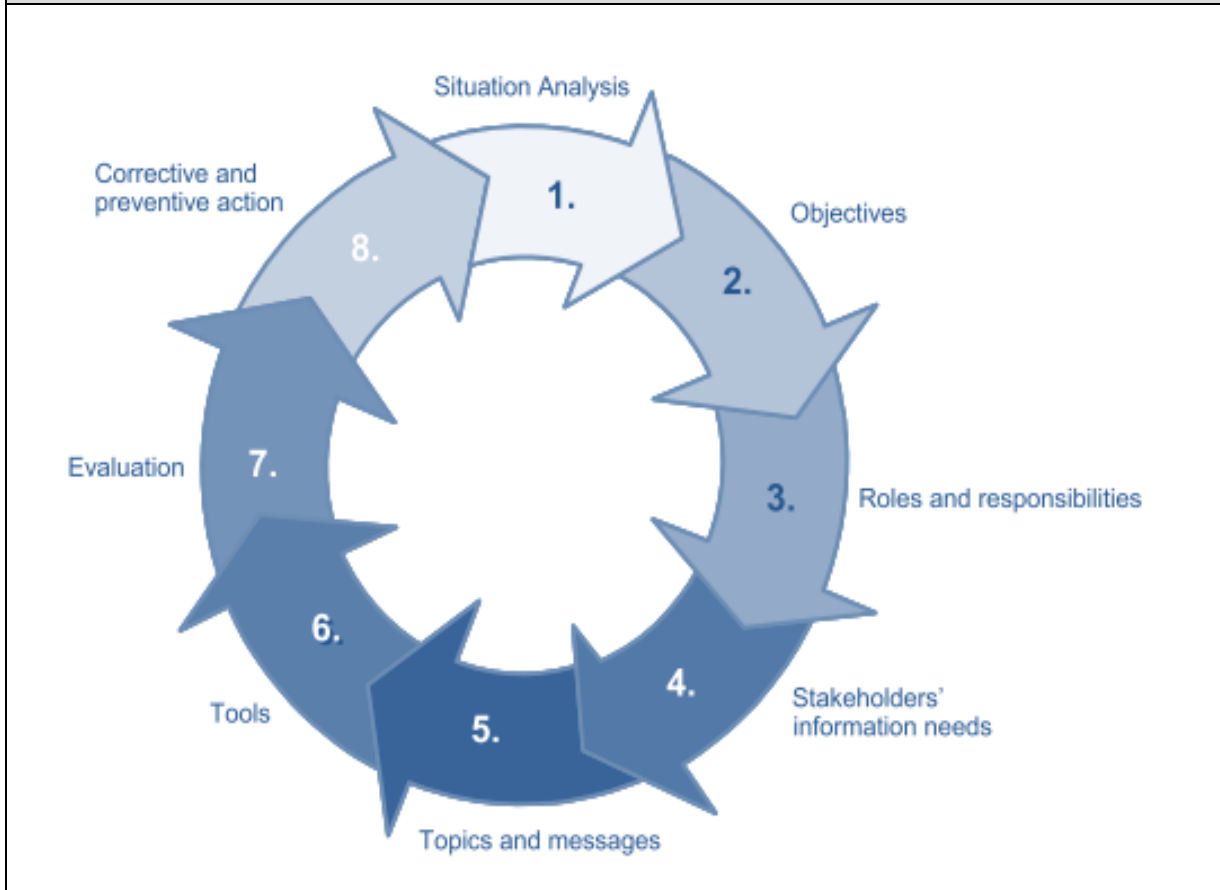 Situation Analysis
1.
Objectives
2.
Roles and responsibilities
3.
Stakeholders’
information needs
4.
Topics and messages
5.
Tools
6.
Evaluation
7.
Corrective and
preventive action
8.